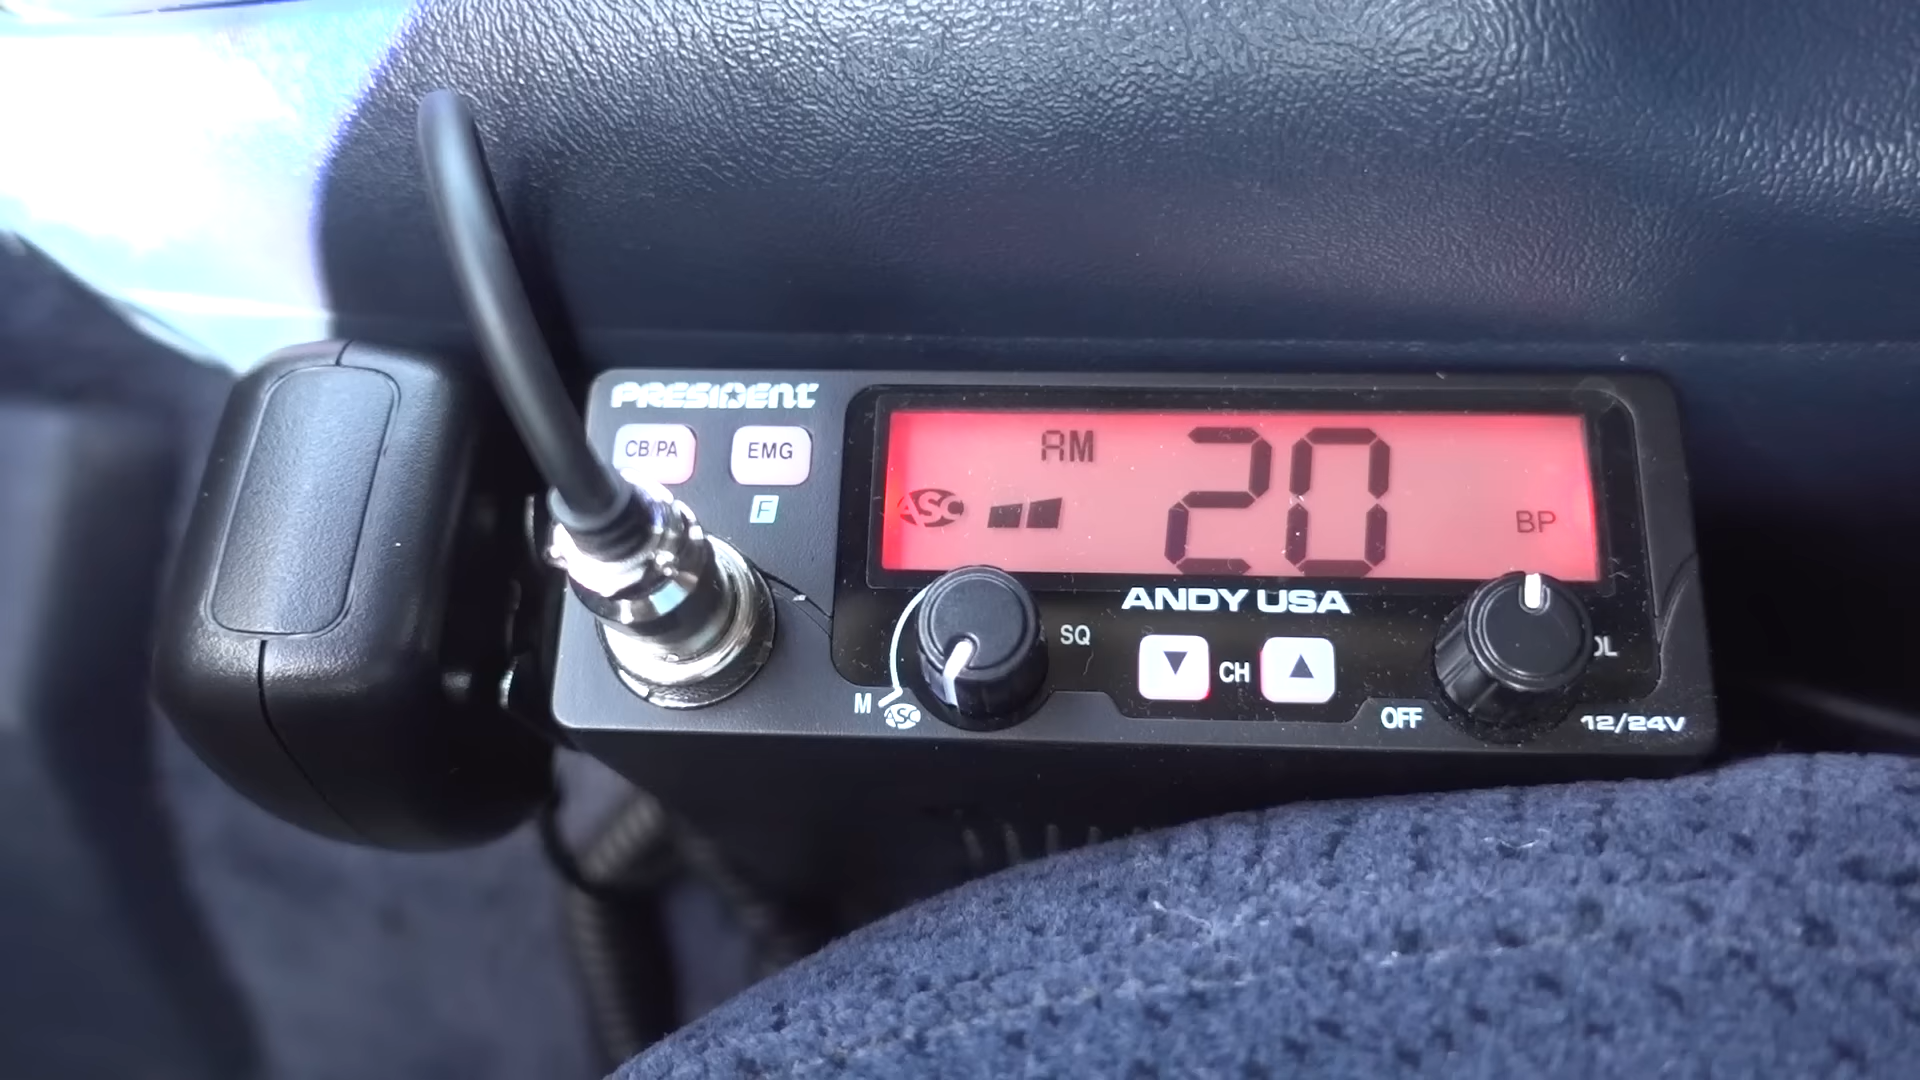 PRESIDENT
CB/PA EMG
F
AM
ASC
20
BP
ANDY USA
SQ
CH
M
ASC
OFF
12/24V